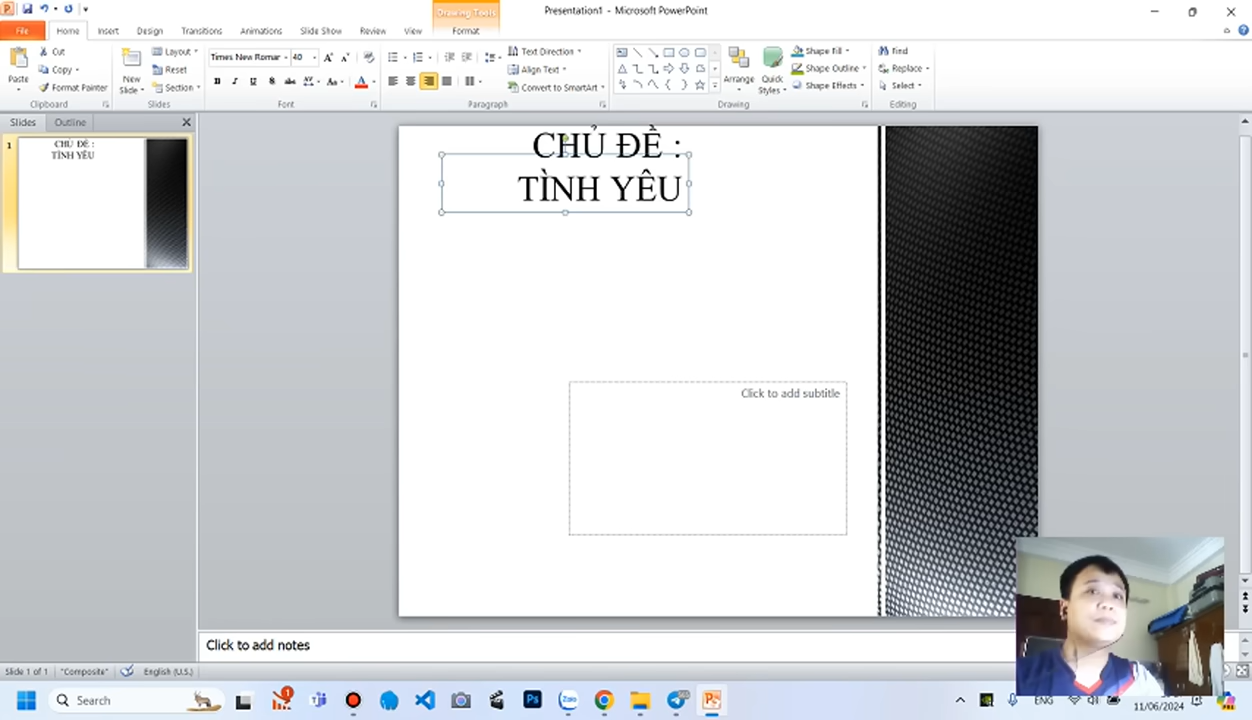 Presentation1 - Microsoft PowerPoint
Drawing Tools
File Home Insert Design Transitions Animations Slide Show Review View Format
Paste
Cut
Copy
Format Painter
Clipboard
New
Slide
Layout
Reset
Section
Slides
Times New Romar 40
Font
Text Direction
Align Text
Convert to SmartArt
Paragraph
Arrange
Quick
Styles
Shape Fill
Shape Outline
Shape Effects
Drawing
Find
Replace
Select
Editing
Slides Outline
1
CHỦ ĐỀ :
TÌNH YÊU
CHỦ ĐỀ :
TÌNH YÊU
Click to add subtitle
Click to add notes
Slide 1 of 1 "Composite" English (U.S.)
Search
ENG
11/06/2024